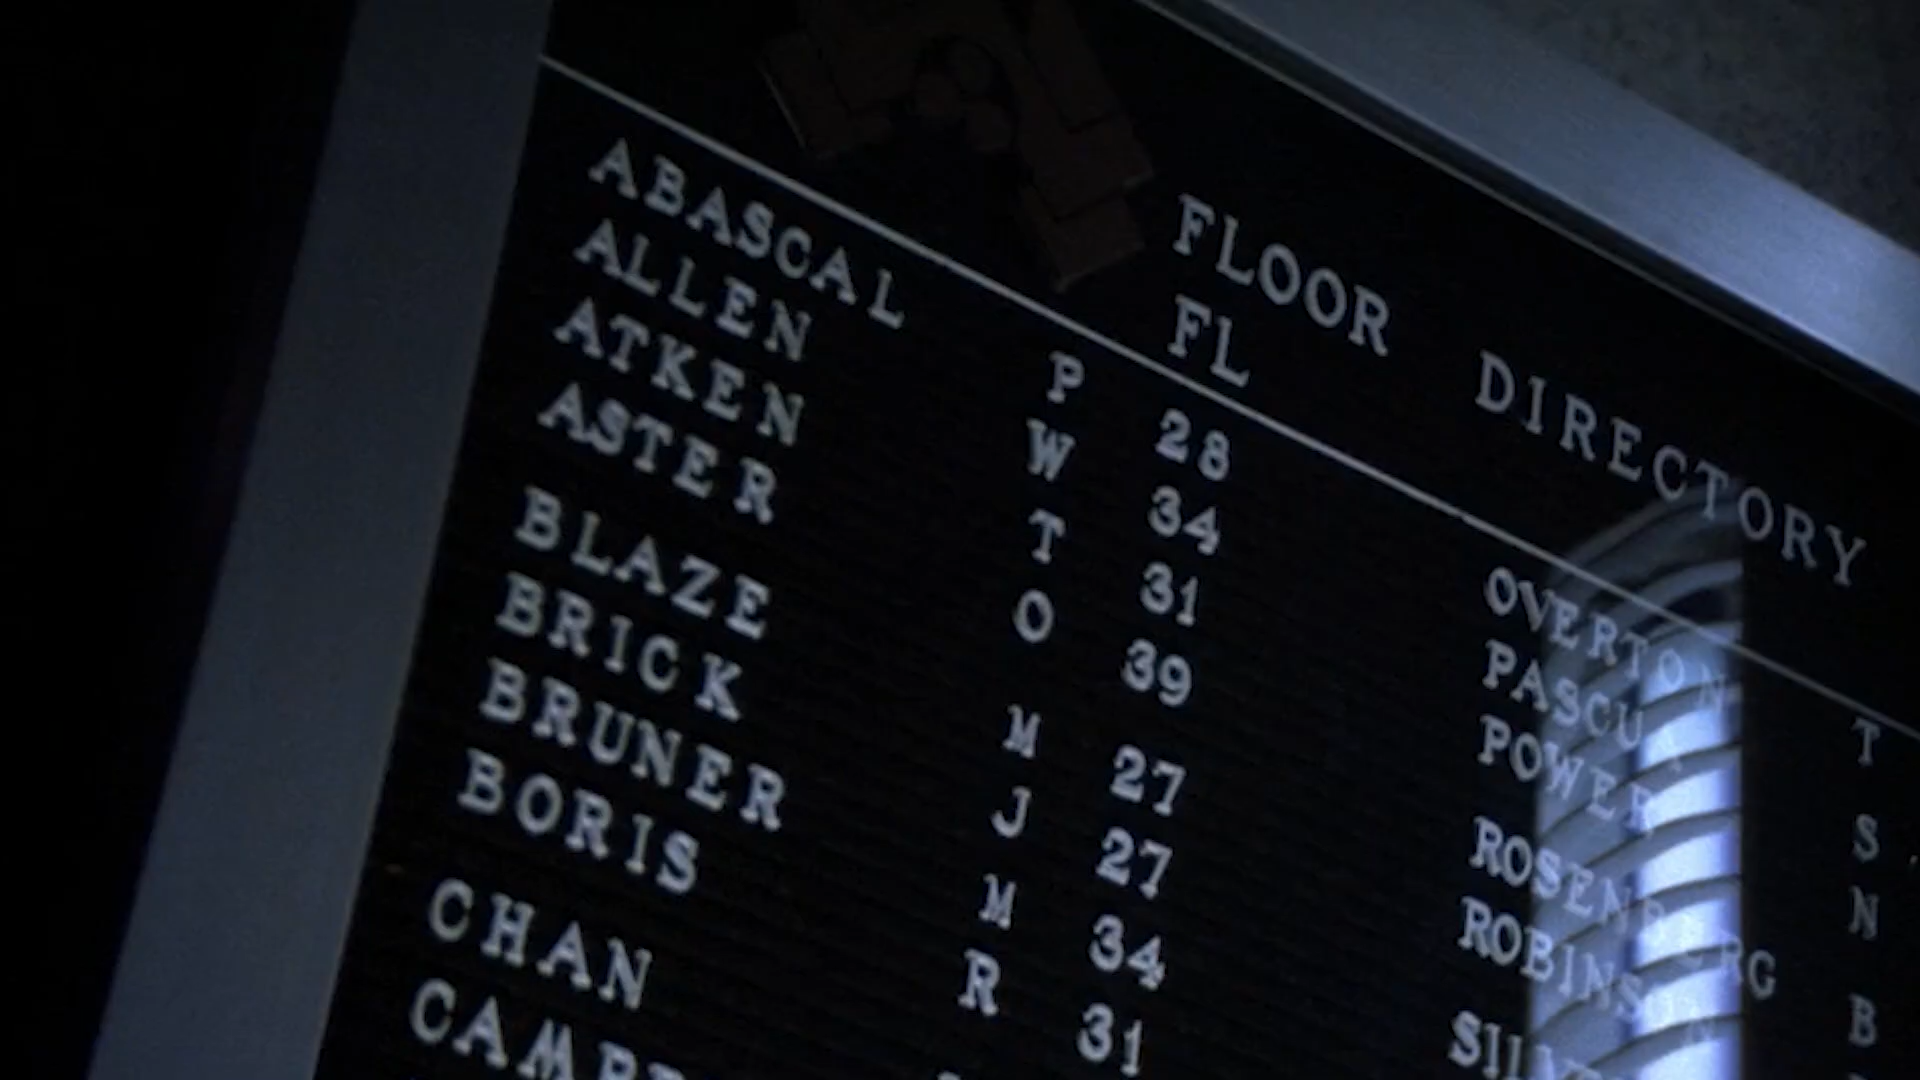 FLOOR DIRECTORY
FL
ABASCAL P 28
ALLEN W 34
ATKEN T 31
ASTER O 39
BLAZE M 27
BRICK J 27
BRUNER M 34
BORIS R 31
CHAN
OVERTON T
S
POWER N
ROSENBERG B
ROBINSON